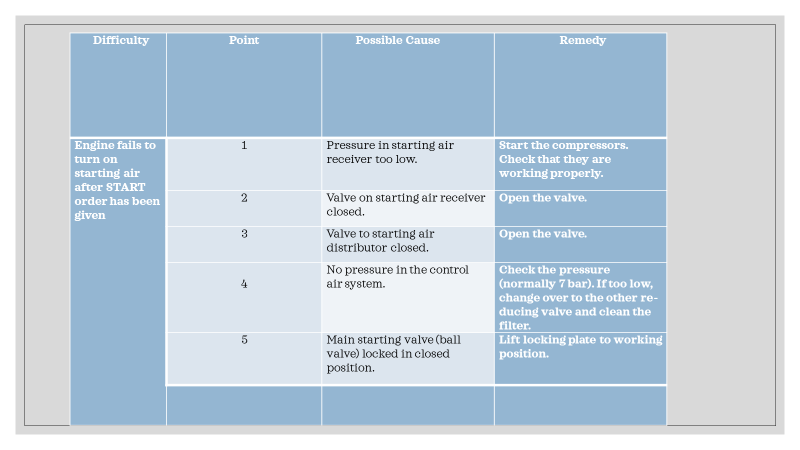 Difficulty
Point
Possible Cause
Remedy
Engine fails to
turn on
starting air
after START
order has been
given
1
Pressure in starting air
receiver too low.
Start the compressors.
Check that they are
working properly.
2
Valve on starting air receiver
closed.
Open the valve.
3
Valve to starting air
distributor closed.
Open the valve.
4
No pressure in the control
air system.
Check the pressure
(normally 7 bar). If too low,
change over to the other re-
ducing valve and clean the
filter.
5
Main starting valve (ball
valve) locked in closed
position.
Lift locking plate to working
position.